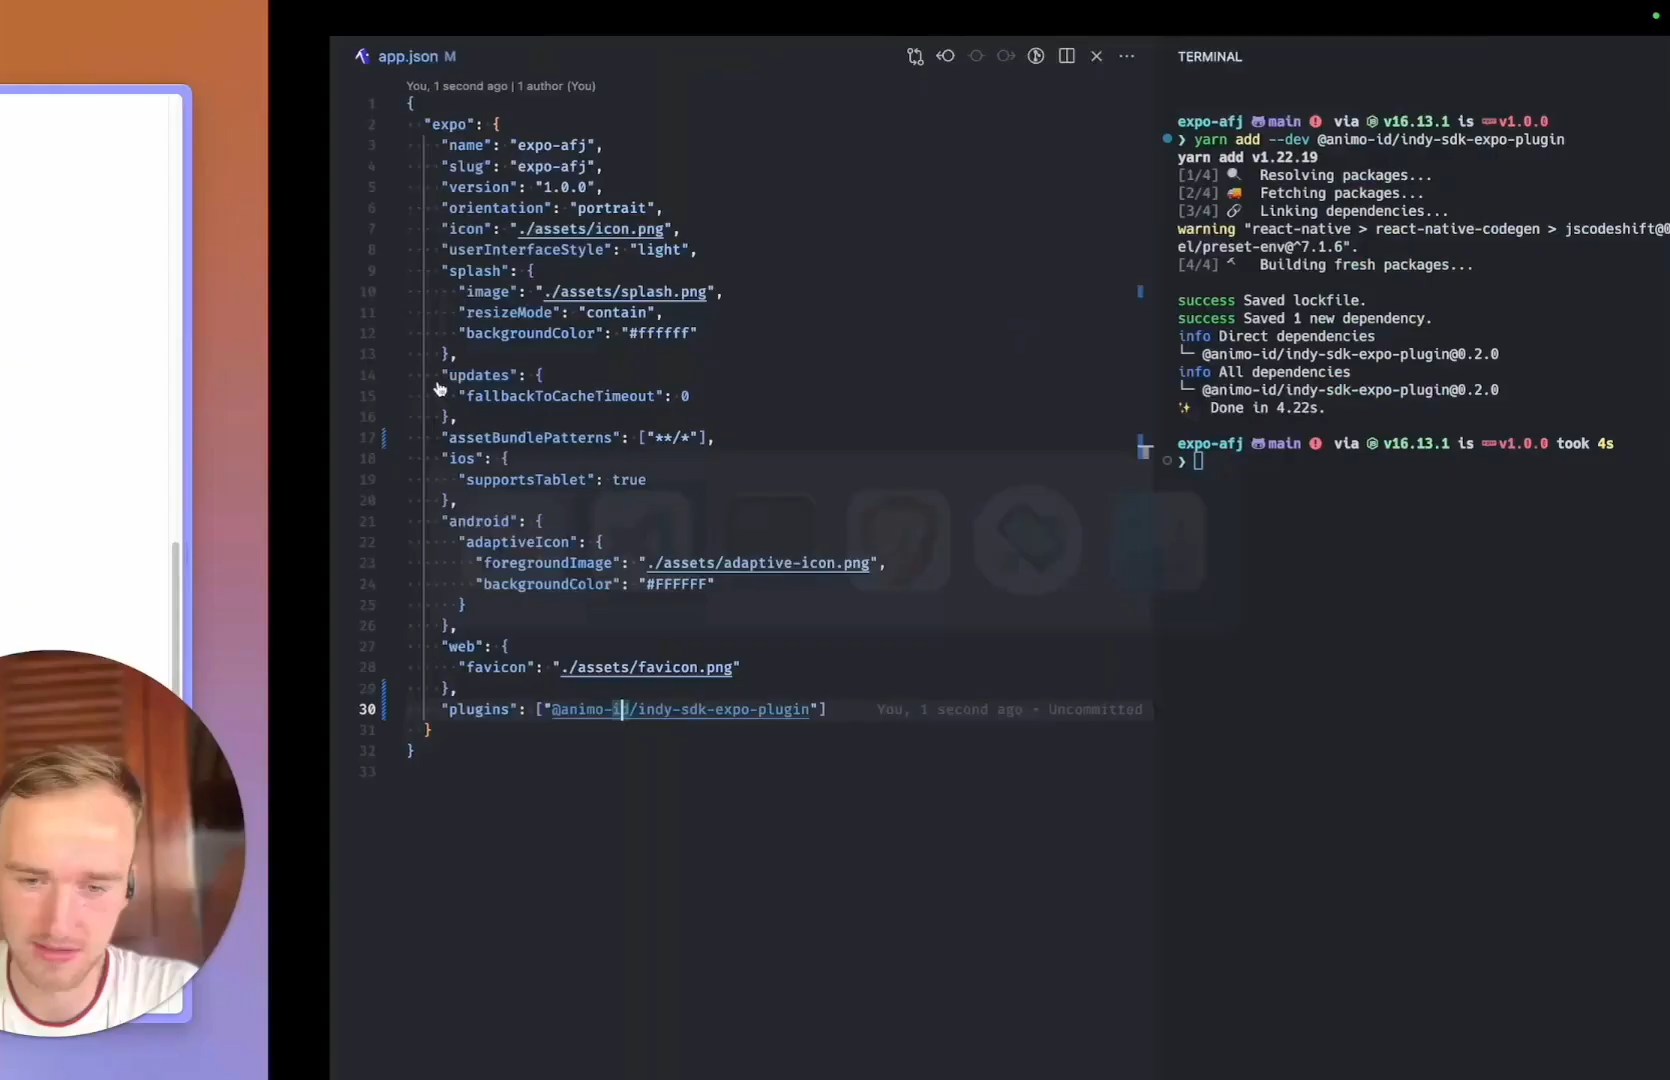 app.json M
You, 1 second ago | 1 author (You)
1 {
2 "expo": {
3 "name": "expo-afj",
4 "slug": "expo-afj",
5 "version": "1.0.0",
6 "orientation": "portrait",
7 "icon": "./assets/icon.png",
8 "userInterfaceStyle": "light",
9 "splash": {
10 "image": "./assets/splash.png",
11 "resizeMode": "contain",
12 "backgroundColor": "#ffffff"
13 },
14 "updates": {
15 "fallbackToCacheTimeout": 0
16 },
17 "assetBundlePatterns": ["**/*"],
18 "ios": {
19 "supportsTablet": true
20 },
21 "android": {
22 "adaptiveIcon": {
23 "foregroundImage": "./assets/adaptive-icon.png",
24 "backgroundColor": "#FFFFFF"
25 }
26 },
27 "web": {
28 "favicon": "./assets/favicon.png"
29 },
30 "plugins": ["@animo-id/indy-sdk-expo-plugin"] You, 1 second ago • Uncommitted
31 }
32 }
33
TERMINAL
expo-afj main via v16.13.1 is v1.0.0
❯ yarn add --dev @animo-id/indy-sdk-expo-plugin
yarn add v1.22.19
[1/4] 🔍 Resolving packages...
[2/4] 🚚 Fetching packages...
[3/4] 🔗 Linking dependencies...
warning "react-native > react-native-codegen > jscodeshift@0
el/preset-env@^7.1.6".
[4/4] 🔨 Building fresh packages...
success Saved lockfile.
success Saved 1 new dependency.
info Direct dependencies
└─ @animo-id/indy-sdk-expo-plugin@0.2.0
info All dependencies
└─ @animo-id/indy-sdk-expo-plugin@0.2.0
✨ Done in 4.22s.
expo-afj main via v16.13.1 is v1.0.0 took 4s
❯